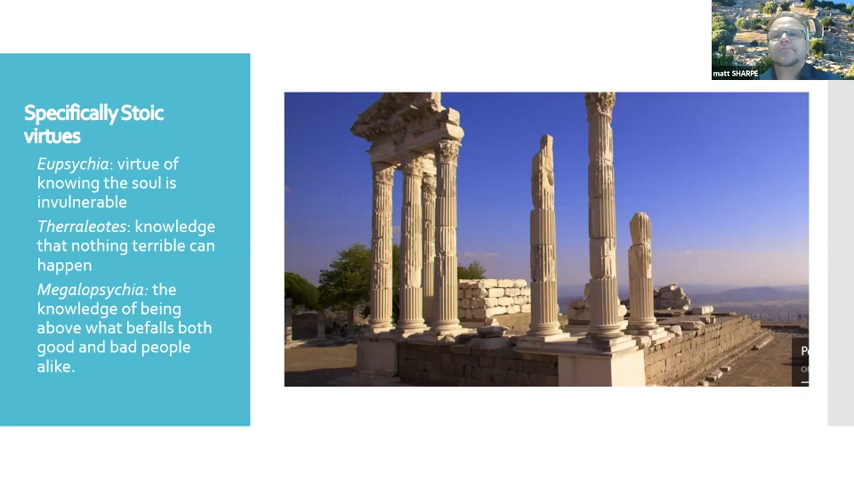 matt SHARPE
Specifically Stoic
virtues
Eupsychia: virtue of
knowing the soul is
invulnerable
Therraleotes: knowledge
that nothing terrible can
happen
Megalopsychia: the
knowledge of being
above what befalls both
good and bad people
alike.